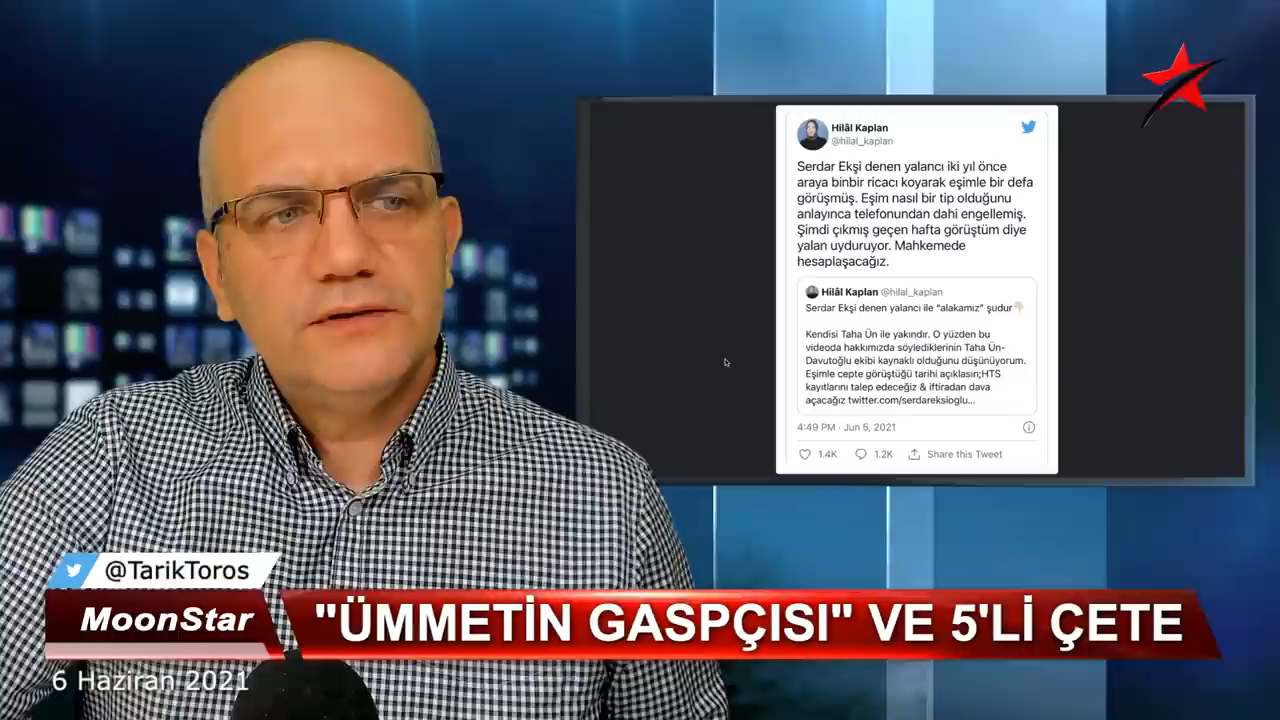 Hilâl Kaplan
@hilal_kaplan
Serdar Ekşi denen yalancı iki yıl önce
araya binbir ricacı koyarak eşimle bir defa
görüşmüş. Eşim nasıl bir tip olduğunu
anlayınca telefonundan dahi engellemiş.
Şimdi çıkmış geçen hafta görüştüm diye
yalan uyduruyor. Mahkemede
hesaplaşacağız.
Hilâl Kaplan @hilal_kaplan
Serdar Ekşi denen yalancı ile "alakamız" şudur
Kendisi Taha Ün ile yakındır. O yüzden bu
videoda hakkımızda söylediklerinin Taha Ün-
Davutoğlu ekibi kaynaklı olduğunu düşünüyorum.
Eşimle cepte görüştüğü tarihi açıklasın;HTS
kayıtlarını talep edeceğiz & iftiradan dava
açacağız twitter.com/serdareksioglu...
4:49 PM · Jun 5, 2021
1.4K 1.2K Share this Tweet
@TarikToros
MoonStar
"ÜMMETİN GASPÇISI" VE 5'Lİ ÇETE
6 Haziran 2021